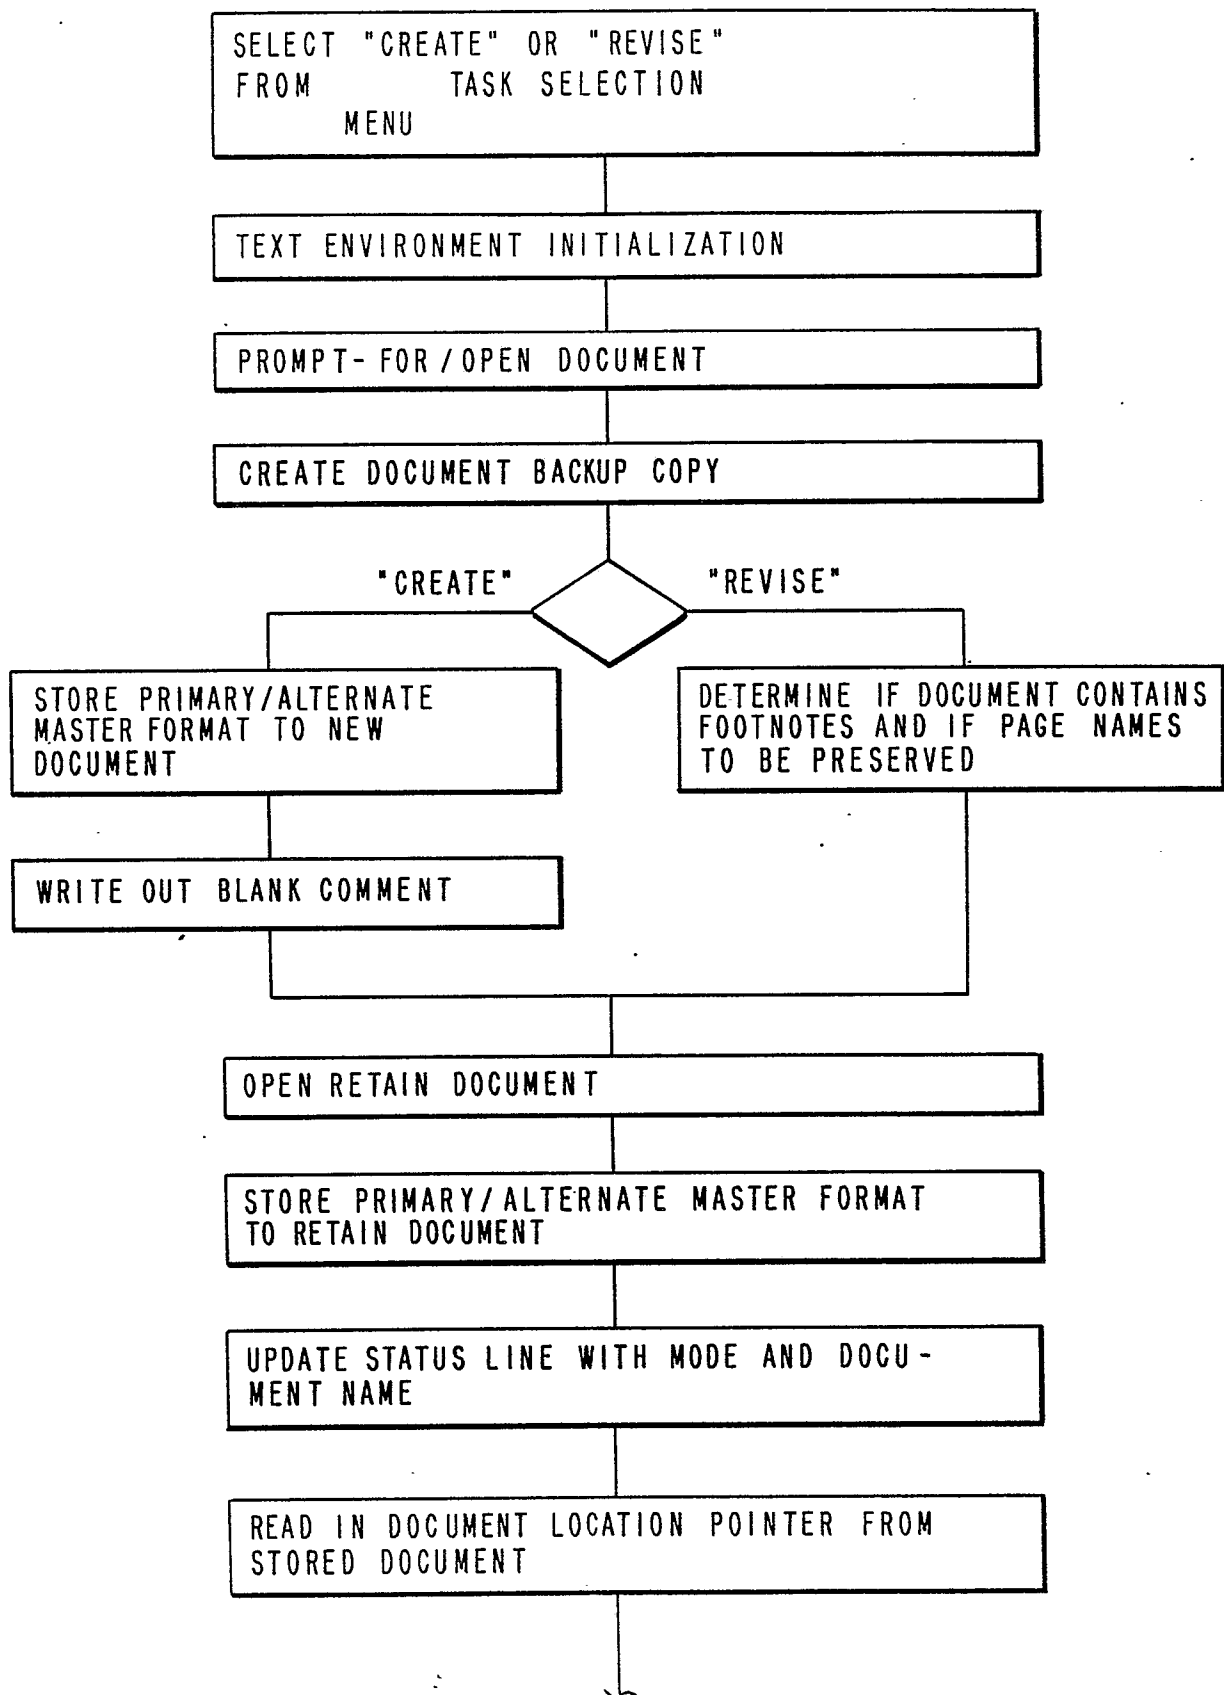 SELECT "CREATE" OR "REVISE"
FROM TASK SELECTION
MENU
TEXT ENVIRONMENT INITIALIZATION
PROMPT-FOR/OPEN DOCUMENT
CREATE DOCUMENT BACKUP COPY
"CREATE"
"REVISE"
STORE PRIMARY/ALTERNATE
MASTER FORMAT TO NEW
DOCUMENT
DETERMINE IF DOCUMENT CONTAINS
FOOTNOTES AND IF PAGE NAMES
TO BE PRESERVED
WRITE OUT BLANK COMMENT
OPEN RETAIN DOCUMENT
STORE PRIMARY/ALTERNATE MASTER FORMAT
TO RETAIN DOCUMENT
UPDATE STATUS LINE WITH MODE AND DOCU-
MENT NAME
READ IN DOCUMENT LOCATION POINTER FROM
STORED DOCUMENT